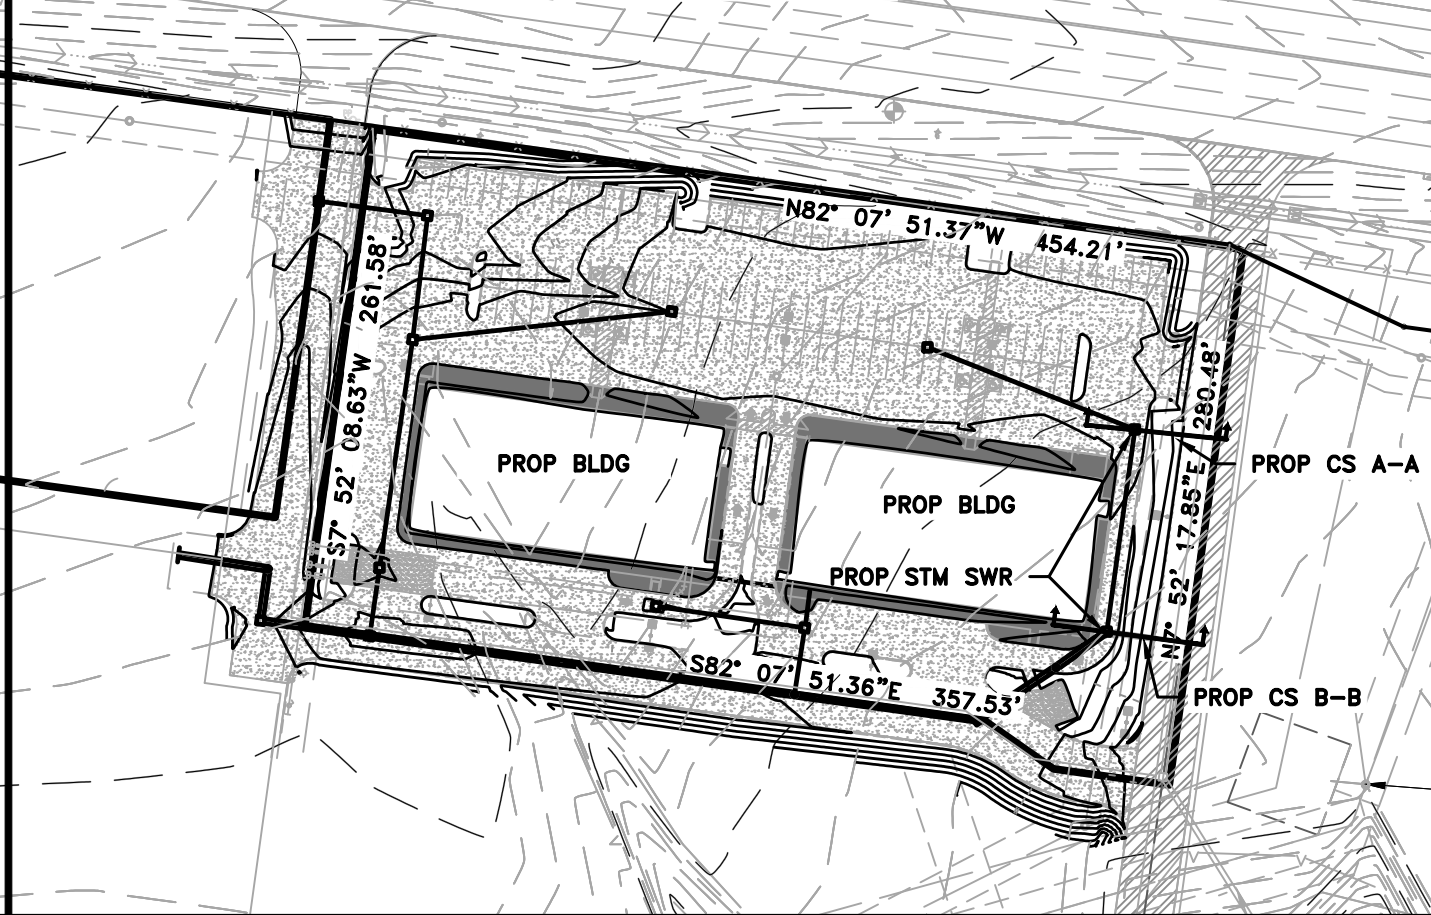 N82° 07' 51.37"W 454.21'
S7° 52' 08.63"W 261.58'
N7° 52' 17.85"E 280.48'
PROP BLDG
PROP CS A-A
PROP BLDG
PROP STM SWR
S82° 07' 51.36"E 357.53'
PROP CS B-B